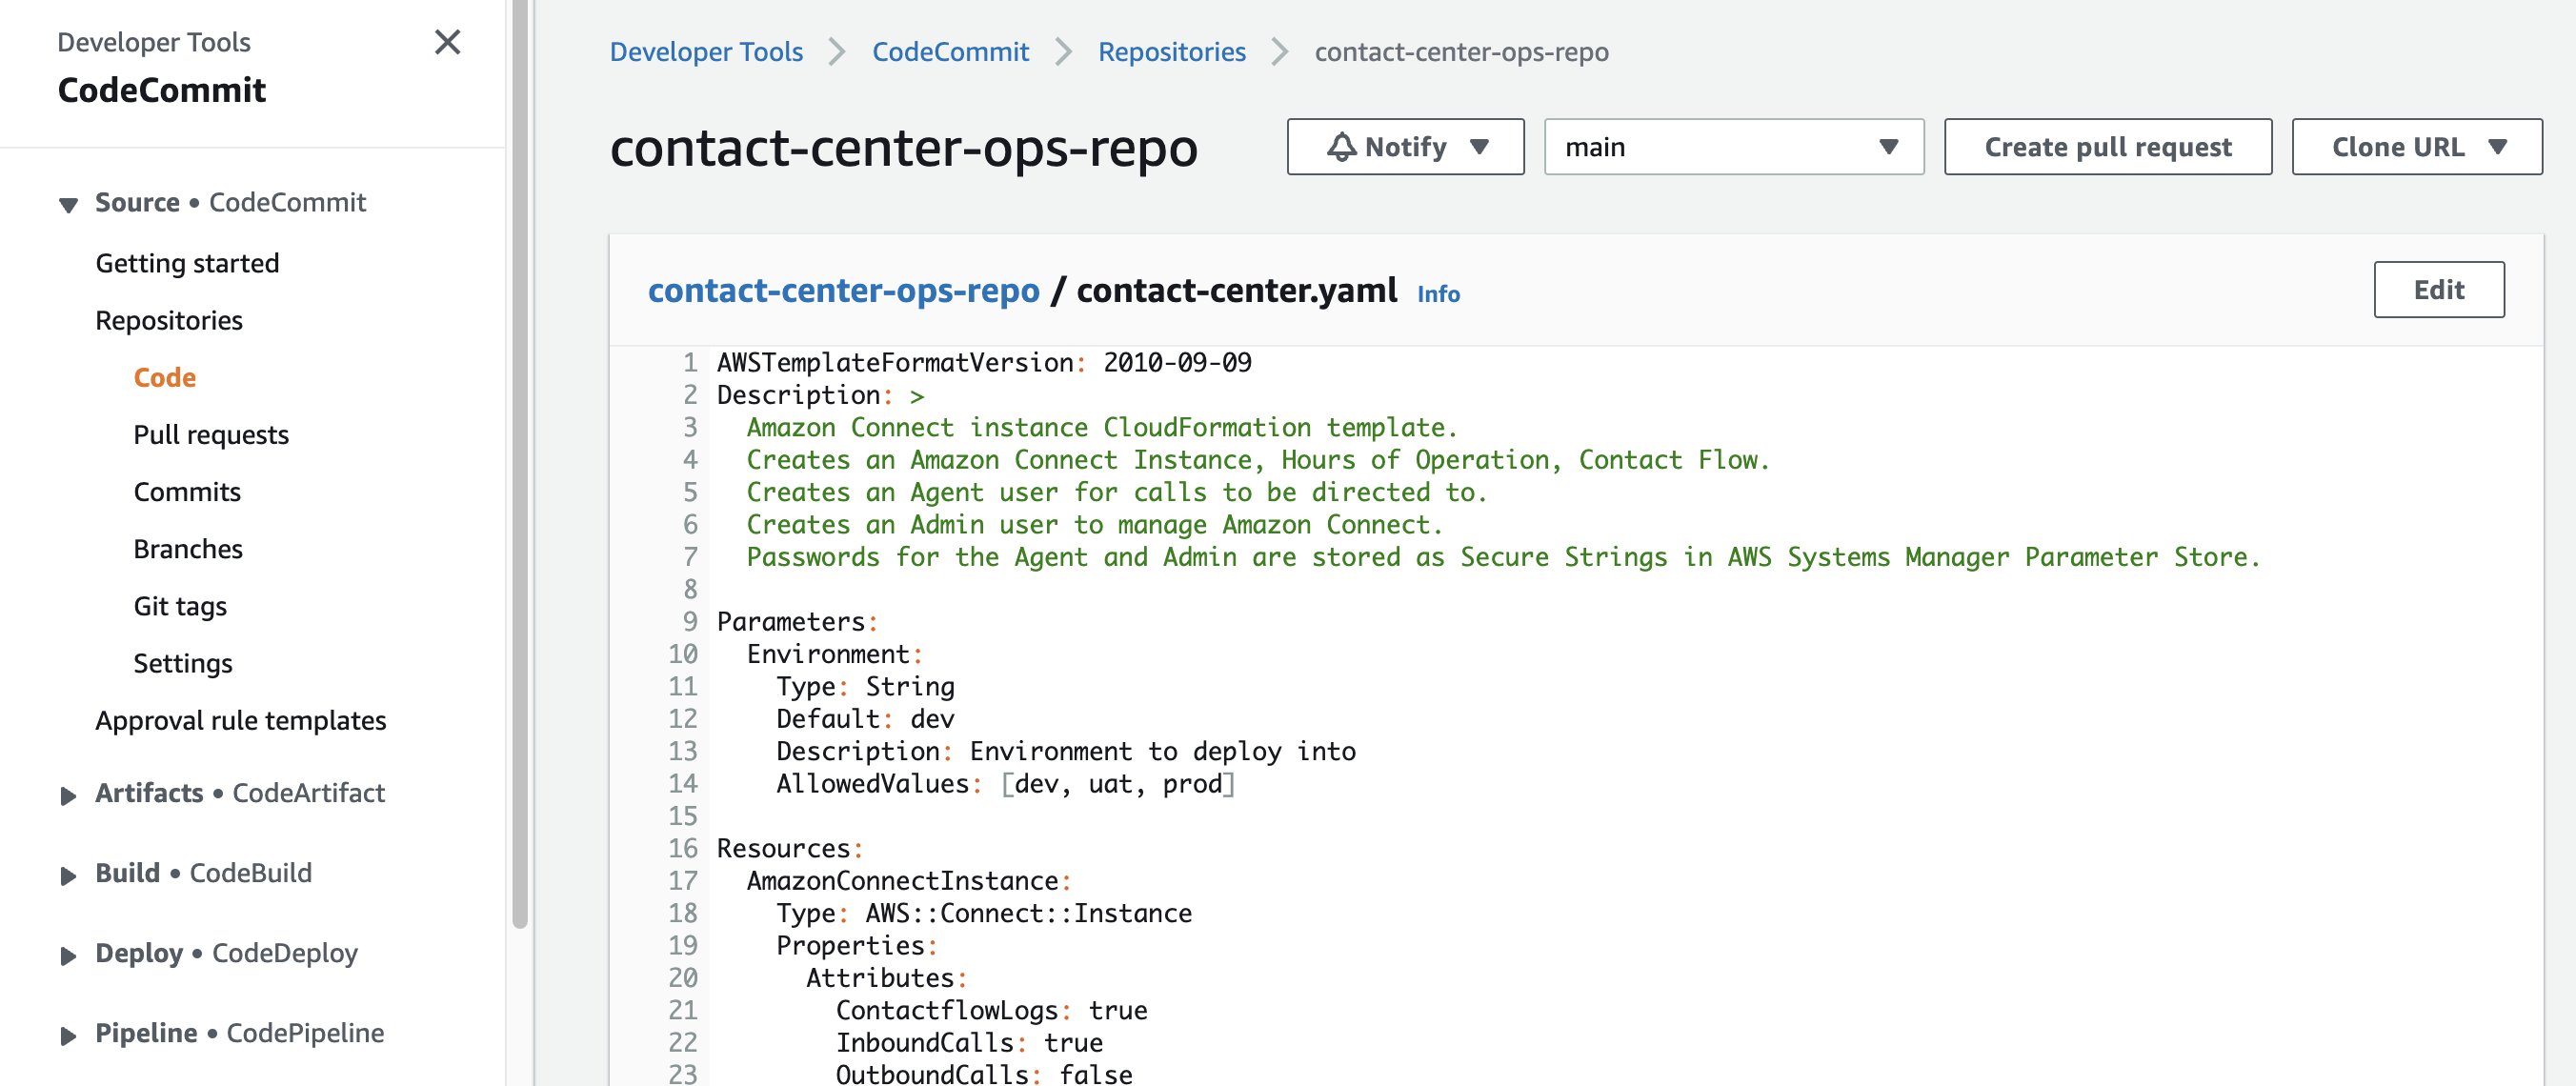 Developer Tools
CodeCommit
Source • CodeCommit
Getting started
Repositories
Code
Pull requests
Commits
Branches
Git tags
Settings
Approval rule templates
Artifacts • CodeArtifact
Build • CodeBuild
Deploy • CodeDeploy
Pipeline • CodePipeline
Developer Tools > CodeCommit > Repositories > contact-center-ops-repo
contact-center-ops-repo Notify main Create pull request Clone URL
contact-center-ops-repo / contact-center.yaml Info Edit
1 AWSTemplateFormatVersion: 2010-09-09
2 Description: >
3   Amazon Connect instance CloudFormation template.
4   Creates an Amazon Connect Instance, Hours of Operation, Contact Flow.
5   Creates an Agent user for calls to be directed to.
6   Creates an Admin user to manage Amazon Connect.
7   Passwords for the Agent and Admin are stored as Secure Strings in AWS Systems Manager Parameter Store.
8
9 Parameters:
10   Environment:
11     Type: String
12     Default: dev
13     Description: Environment to deploy into
14     AllowedValues: [dev, uat, prod]
15
16 Resources:
17   AmazonConnectInstance:
18     Type: AWS::Connect::Instance
19     Properties:
20       Attributes:
21         ContactflowLogs: true
22         InboundCalls: true
23         OutboundCalls: false